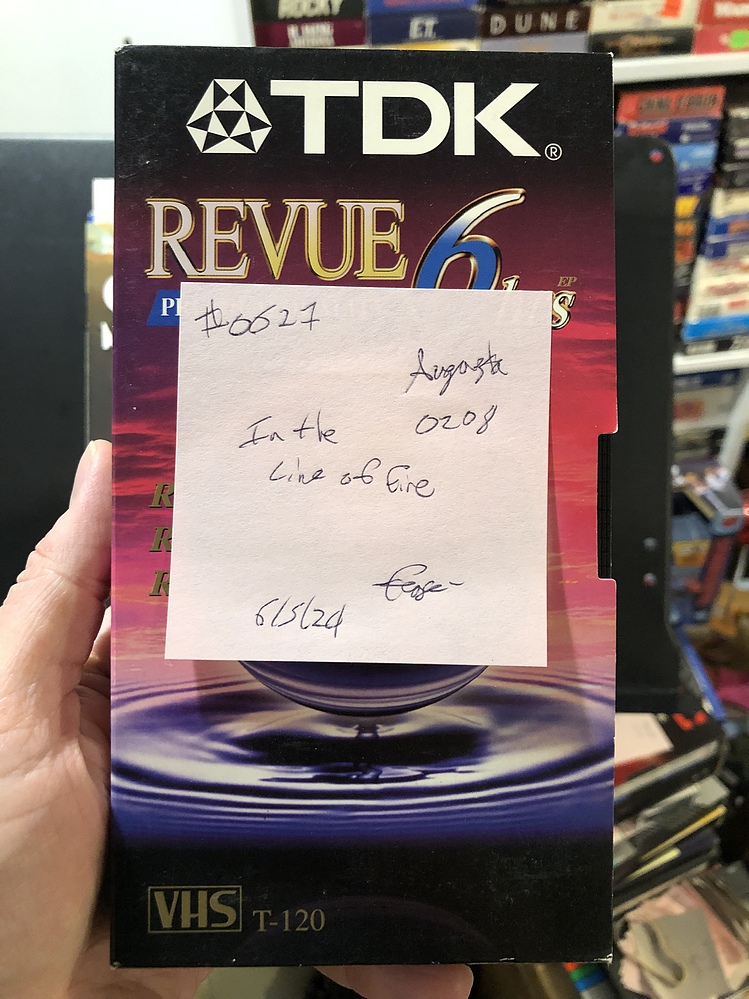 ROCKY
E.T.
DUNE
TDK®
REVUE 6
EP
#0627
Augusta
0208
In the
Line of Fire
6/5/24
R
R
R
VHS T-120